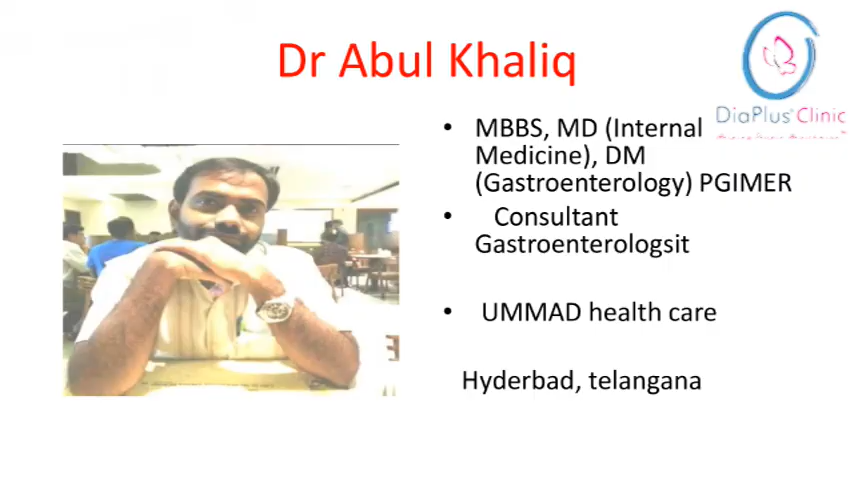 Dr Abul Khaliq
DiaPlus Clinic
• MBBS, MD (Internal
Medicine), DM
(Gastroenterology) PGIMER
• Consultant
Gastroenterologsit
• UMMAD health care
Hyderbad, telangana